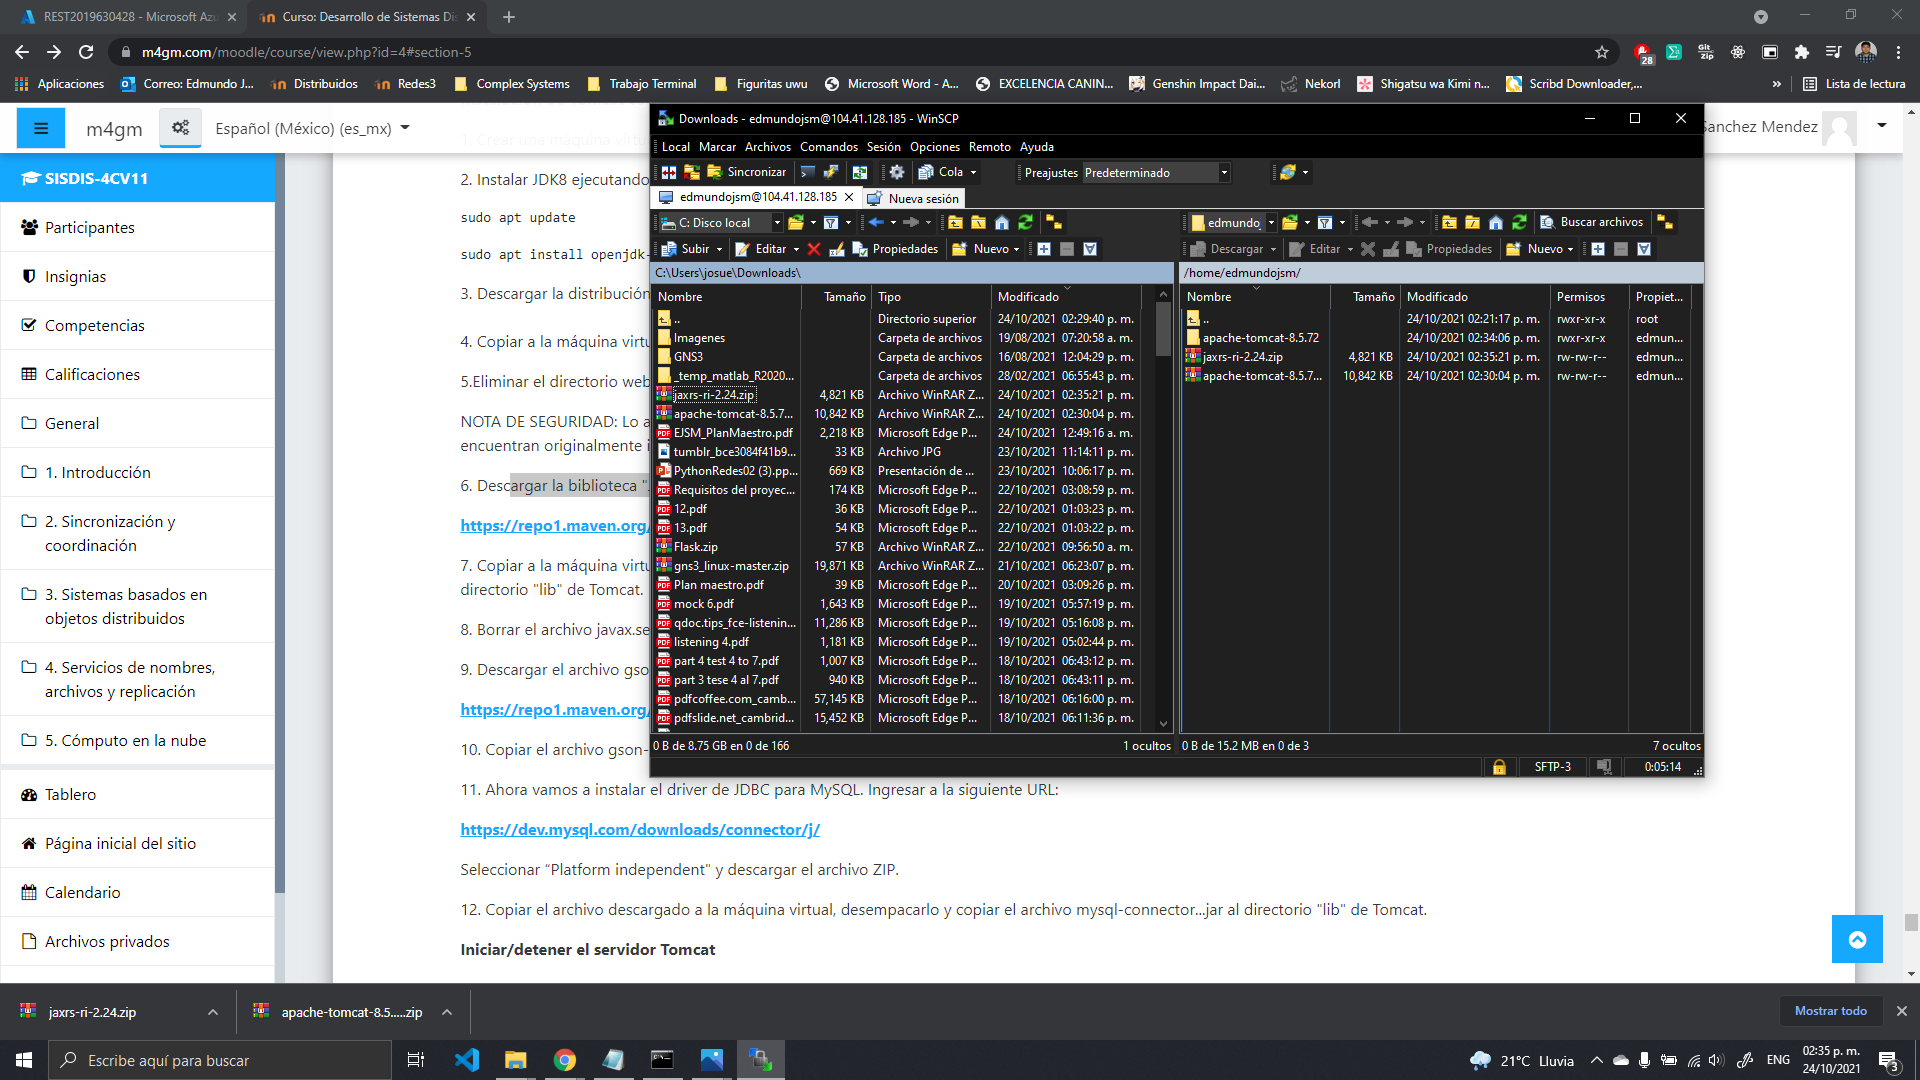 REST2019630428 - Microsoft Azu
Curso: Desarrollo de Sistemas Dis
m4gm.com/moodle/course/view.php?id=4#section-5
28
Git
zip
Aplicaciones
Correo: Edmundo J...
Distribuidos
Redes3
Complex Systems
Trabajo Terminal
Figuritas uwu
Microsoft Word - A...
EXCELENCIA CANIN...
Genshin Impact Dai...
Nekorl
Shigatsu wa Kimi n...
Scribd Downloader,...
»
Lista de lectura
m4gm
Español (México) (es_mx)
Sanchez Mendez
SISDIS-4CV11
Participantes
Insignias
Competencias
Calificaciones
General
1. Introducción
2. Sincronización y
coordinación
3. Sistemas basados en
objetos distribuidos
4. Servicios de nombres,
archivos y replicación
5. Cómputo en la nube
Tablero
Página inicial del sitio
Calendario
Archivos privados
1. Crear una máquina virtu
2. Instalar JDK8 ejecutando
sudo apt update
sudo apt install openjdk-
3. Descargar la distribución
4. Copiar a la máquina virtu
5.Eliminar el directorio web
NOTA DE SEGURIDAD: Lo a
encuentran originalmente i
6. Descargar la biblioteca "
https://repo1.maven.org/
7. Copiar a la máquina virtu
directorio "lib" de Tomcat.
8. Borrar el archivo javax.se
9. Descargar el archivo gso
https://repo1.maven.org/
10. Copiar el archivo gson-
11. Ahora vamos a instalar el driver de JDBC para MySQL. Ingresar a la siguiente URL:
https://dev.mysql.com/downloads/connector/j/
Seleccionar “Platform independent" y descargar el archivo ZIP.
12. Copiar el archivo descargado a la máquina virtual, desempacarlo y copiar el archivo mysql-connector...jar al directorio "lib" de Tomcat.
Iniciar/detener el servidor Tomcat
Downloads - edmundojsm@104.41.128.185 - WinSCP
Local Marcar Archivos Comandos Sesión Opciones Remoto Ayuda
Sincronizar
Cola
Preajustes Predeterminado
edmundojsm@104.41.128.185
Nueva sesión
C: Disco local
edmundo
Buscar archivos
Subir Editar Propiedades Nuevo
Descargar Editar Propiedades Nuevo
C:\Users\josue\Downloads\
Nombre Tamaño Tipo Modificado
.. Directorio superior 24/10/2021 02:29:40 p. m.
Imagenes Carpeta de archivos 19/08/2021 07:20:58 a. m.
GNS3 Carpeta de archivos 16/08/2021 12:04:29 p. m.
_temp_matlab_R2020... Carpeta de archivos 28/02/2021 06:55:43 p. m.
jaxrs-ri-2.24.zip 4,821 KB Archivo WinRAR Z... 24/10/2021 02:35:21 p. m.
apache-tomcat-8.5.7... 10,842 KB Archivo WinRAR Z... 24/10/2021 02:30:04 p. m.
EJSM_PlanMaestro.pdf 2,218 KB Microsoft Edge P... 24/10/2021 12:49:16 a. m.
tumblr_bce3084f41b9... 33 KB Archivo JPG 23/10/2021 11:14:11 p. m.
PythonRedes02 (3).pp... 669 KB Presentación de ... 23/10/2021 10:06:17 p. m.
Requisitos del proyec... 174 KB Microsoft Edge P... 22/10/2021 03:08:59 p. m.
12.pdf 36 KB Microsoft Edge P... 22/10/2021 01:03:23 p. m.
13.pdf 54 KB Microsoft Edge P... 22/10/2021 01:03:22 p. m.
Flask.zip 57 KB Archivo WinRAR Z... 22/10/2021 09:56:50 a. m.
gns3_linux-master.zip 19,871 KB Archivo WinRAR Z... 21/10/2021 06:23:07 p. m.
Plan maestro.pdf 39 KB Microsoft Edge P... 20/10/2021 03:09:26 p. m.
mock 6.pdf 1,643 KB Microsoft Edge P... 19/10/2021 05:57:19 p. m.
qdoc.tips_fce-listenin... 11,286 KB Microsoft Edge P... 19/10/2021 05:16:08 p. m.
listening 4.pdf 1,181 KB Microsoft Edge P... 19/10/2021 05:02:44 p. m.
part 4 test 4 to 7.pdf 1,007 KB Microsoft Edge P... 18/10/2021 06:43:12 p. m.
part 3 tese 4 al 7.pdf 940 KB Microsoft Edge P... 18/10/2021 06:43:11 p. m.
pdfcoffee.com_camb... 57,145 KB Microsoft Edge P... 18/10/2021 06:16:00 p. m.
pdfslide.net_cambrid... 15,452 KB Microsoft Edge P... 18/10/2021 06:11:36 p. m.
0 B de 8.75 GB en 0 de 166 1 ocultos
/home/edmundojsm/
Nombre Tamaño Modificado Permisos Propiet...
.. 24/10/2021 02:21:17 p. m. rwxr-xr-x root
apache-tomcat-8.5.72 24/10/2021 02:34:06 p. m. rwxr-xr-x edmun...
jaxrs-ri-2.24.zip 4,821 KB 24/10/2021 02:35:21 p. m. rw-rw-r-- edmun...
apache-tomcat-8.5.7... 10,842 KB 24/10/2021 02:30:04 p. m. rw-rw-r-- edmun...
0 B de 15.2 MB en 0 de 3 7 ocultos
SFTP-3 0:05:14
jaxrs-ri-2.24.zip
apache-tomcat-8.5.....zip
Mostrar todo
Escribe aquí para buscar
21°C Lluvia
ENG
02:35 p. m.
24/10/2021
3